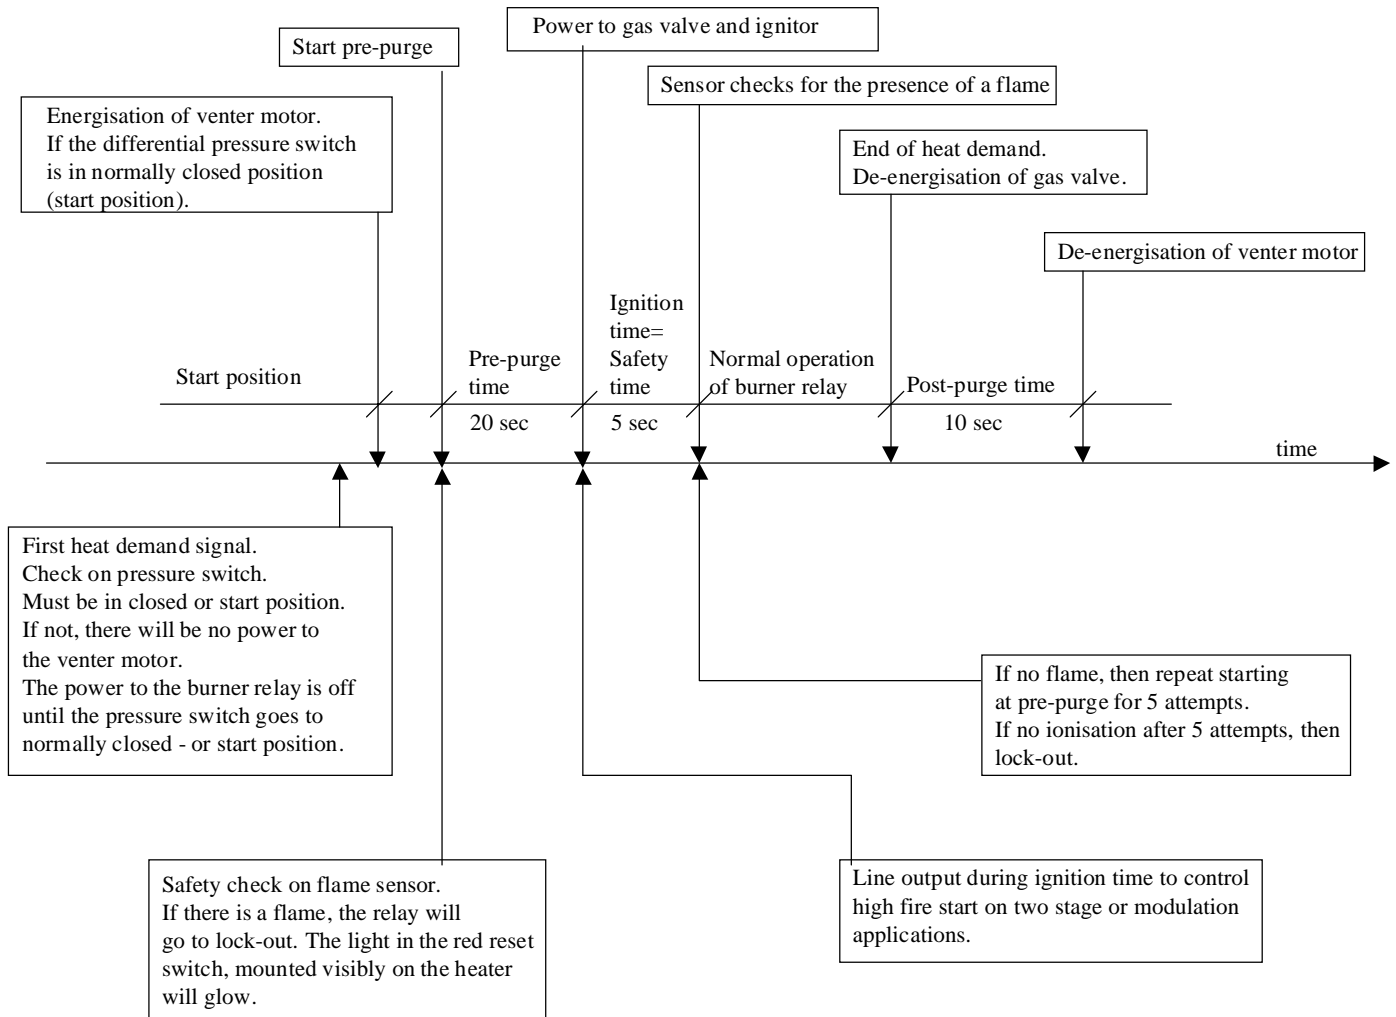 Power to gas valve and ignitor
Start pre-purge
Sensor checks for the presence of a flame
Energisation of venter motor.
If the differential pressure switch
is in normally closed position
(start position).
End of heat demand.
De-energisation of gas valve.
De-energisation of venter motor
Start position
Pre-purge
time
20 sec
Ignition
time=
Safety
time
5 sec
Normal operation
of burner relay
Post-purge time
10 sec
time
First heat demand signal.
Check on pressure switch.
Must be in closed or start position.
If not, there will be no power to
the venter motor.
The power to the burner relay is off
until the pressure switch goes to
normally closed - or start position.
If no flame, then repeat starting
at pre-purge for 5 attempts.
If no ionisation after 5 attempts, then
lock-out.
Safety check on flame sensor.
If there is a flame, the relay will
go to lock-out. The light in the red reset
switch, mounted visibly on the heater
will glow.
Line output during ignition time to control
high fire start on two stage or modulation
applications.